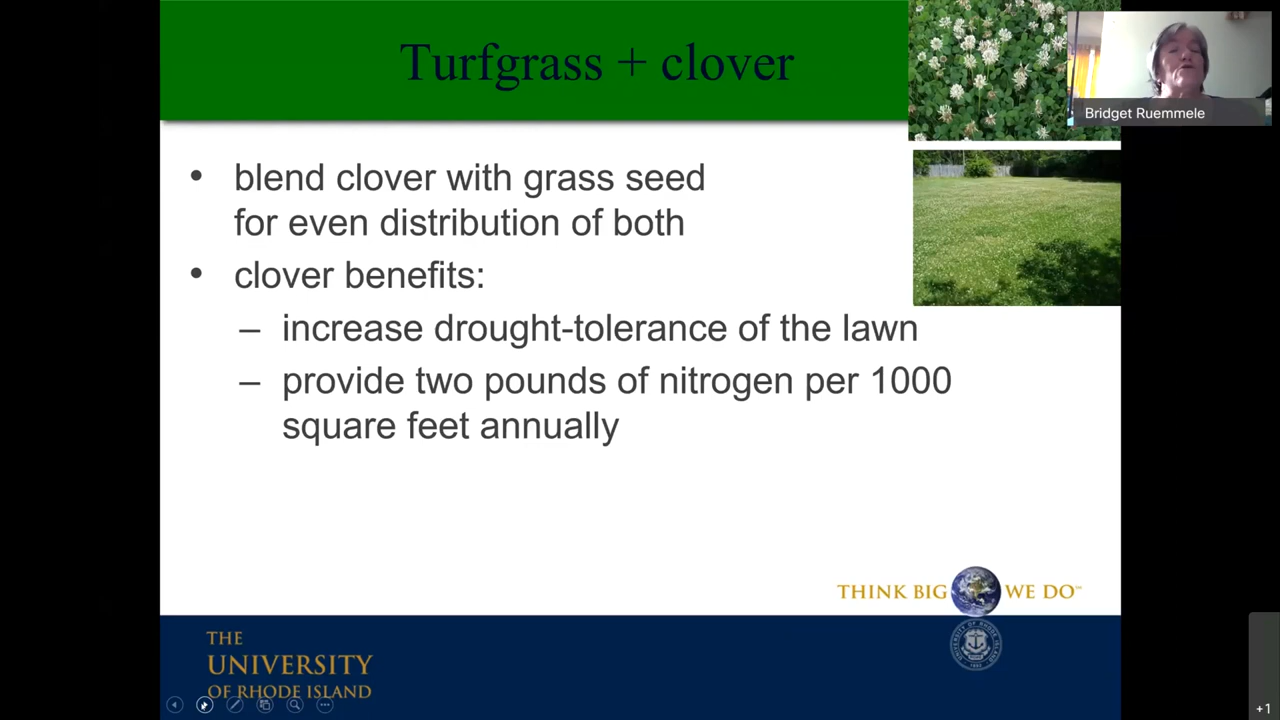 Turfgrass + clover
Bridget Ruemmele
• blend clover with grass seed
for even distribution of both
• clover benefits:
– increase drought-tolerance of the lawn
– provide two pounds of nitrogen per 1000
square feet annually
THINK BIG WE DO™
THE
UNIVERSITY
OF RHODE ISLAND
+1